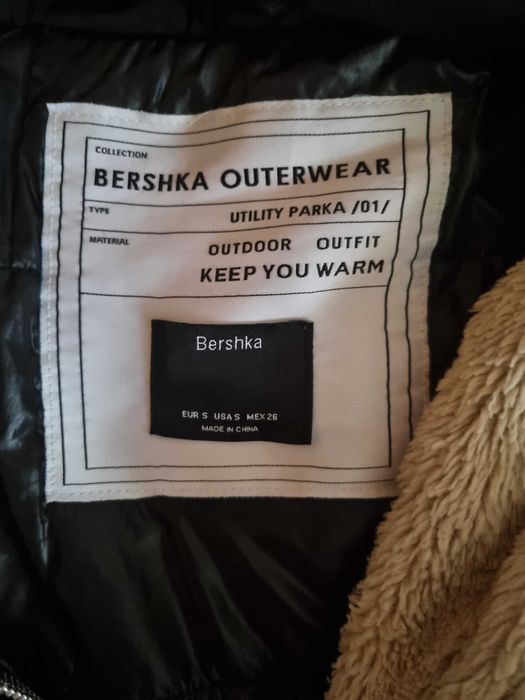 COLLECTION
BERSHKA OUTERWEAR
TYPE
UTILITY PARKA /01/
MATERIAL
OUTDOOR OUTFIT
KEEP YOU WARM
Bershka
EUR S USA S MEX 26
MADE IN CHINA